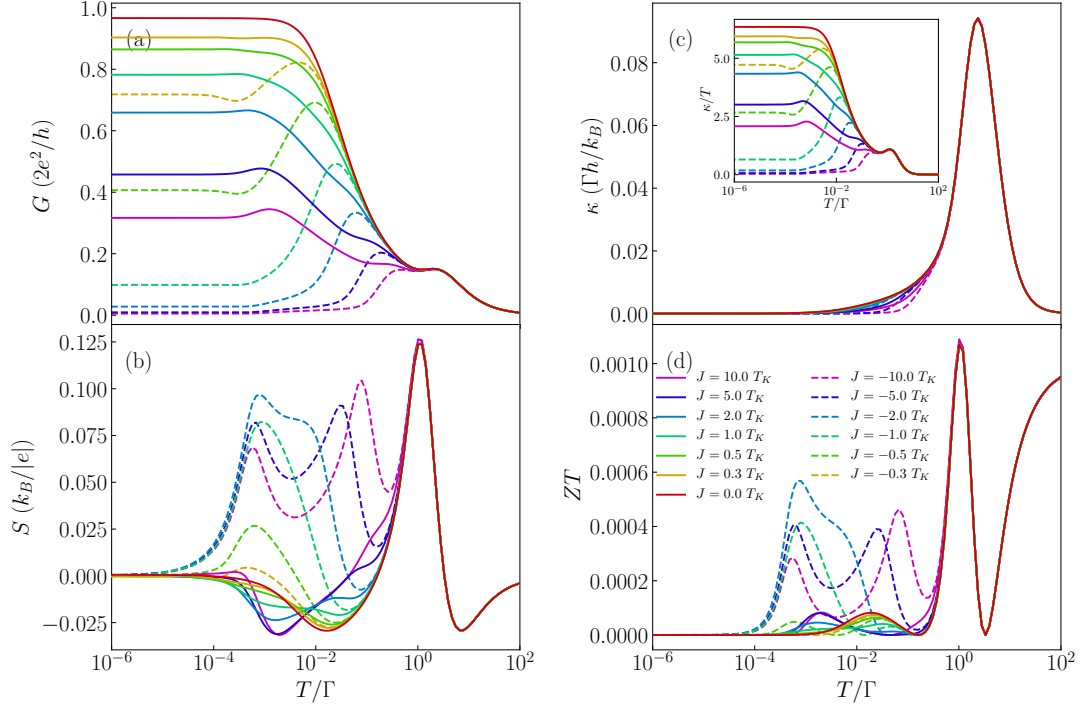 (a)
G (2e²/h)
1.0
0.8
0.6
0.4
0.2
0.0
(c)
κ (Γh/k_B)
0.08
0.06
0.04
0.02
0.00
κ/T
5.0
2.5
0.0
10⁻⁶
10⁻²
10²
T/Γ
(b)
S (k_B/|e|)
0.125
0.100
0.075
0.050
0.025
0.000
−0.025
10⁻⁶
10⁻⁴
10⁻²
10⁰
10²
T/Γ
(d)
ZT
0.0010
0.0008
0.0006
0.0004
0.0002
0.0000
J = 10.0 T_K
J = 5.0 T_K
J = 2.0 T_K
J = 1.0 T_K
J = 0.5 T_K
J = 0.3 T_K
J = 0.0 T_K
J = −10.0 T_K
J = −5.0 T_K
J = −2.0 T_K
J = −1.0 T_K
J = −0.5 T_K
J = −0.3 T_K
10⁻⁶
10⁻⁴
10⁻²
10⁰
10²
T/Γ